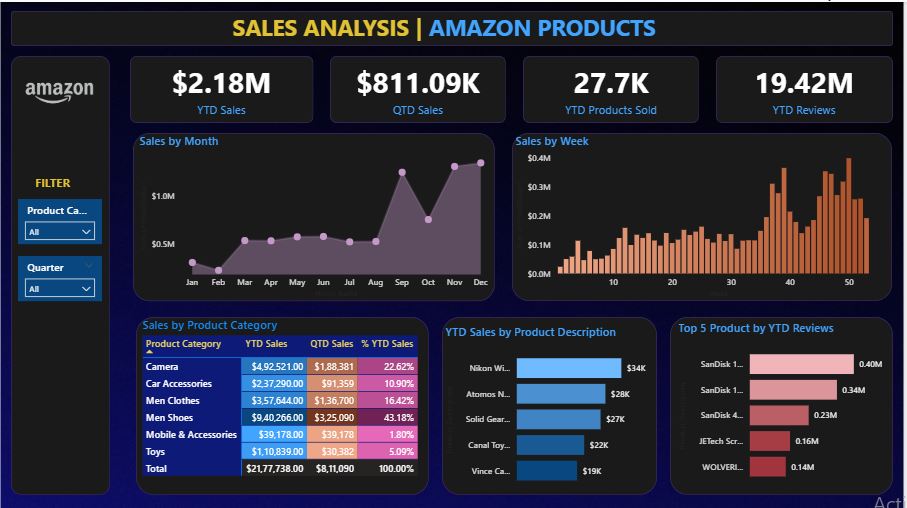 SALES ANALYSIS | AMAZON PRODUCTS
amazon
FILTER
Product Ca...
All
Quarter
All
$2.18M
YTD Sales
$811.09K
QTD Sales
27.7K
YTD Products Sold
19.42M
YTD Reviews
Sales by Month
$1.0M
$0.5M
Jan Feb Mar Apr May Jun Jul Aug Sep Oct Nov Dec
Sales by Week
$0.4M
$0.3M
$0.2M
$0.1M
$0.0M
10 20 30 40 50
Sales by Product Category
Product Category YTD Sales QTD Sales % YTD Sales
Camera $4,92,521.00 $1,88,381 22.62%
Car Accessories $2,37,290.00 $91,359 10.90%
Men Clothes $3,57,644.00 $1,36,700 16.42%
Men Shoes $9,40,266.00 $3,25,090 43.18%
Mobile & Accessories $39,178.00 $39,178 1.80%
Toys $1,10,839.00 $30,382 5.09%
Total $21,77,738.00 $8,11,090 100.00%
YTD Sales by Product Description
Nikon Wi... $34K
Atomos N... $28K
Solid Gear... $27K
Canal Toy... $22K
Vince Ca... $19K
Top 5 Product by YTD Reviews
SanDisk 1... 0.40M
SanDisk 1... 0.34M
SanDisk 4... 0.23M
JETech Scr... 0.16M
WOLVERI... 0.14M
Acti